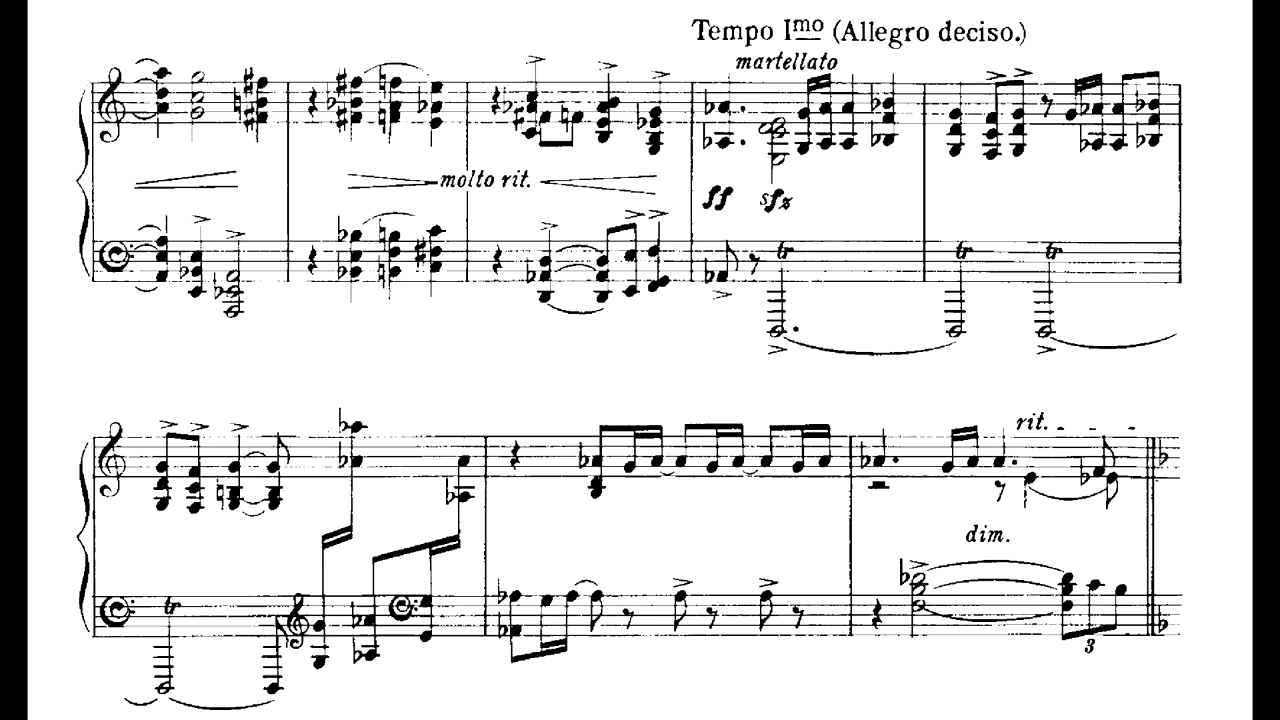 Tempo Imo (Allegro deciso.)
martellato
molto rit.
ff sfz
tr tr tr
rit.
dim.
tr
3